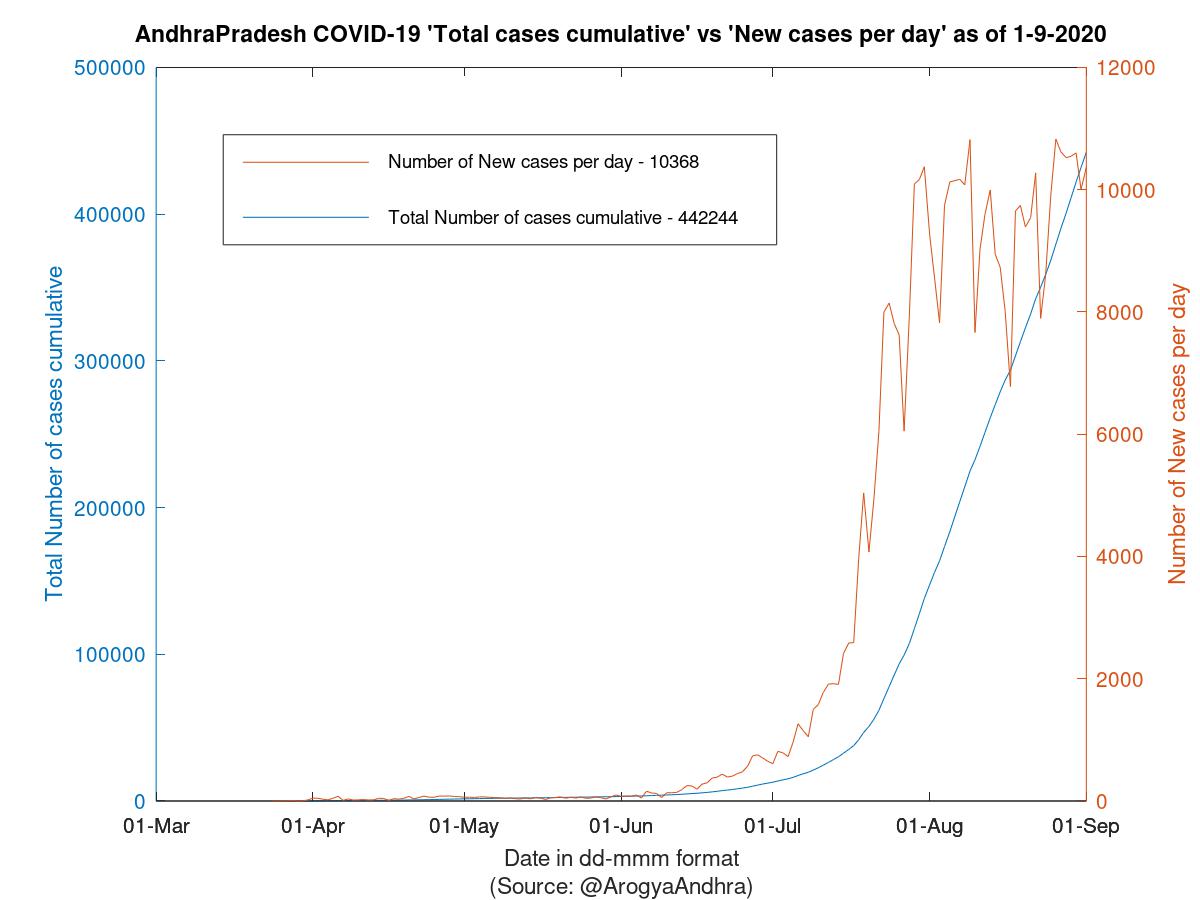 AndhraPradesh COVID-19 'Total cases cumulative' vs 'New cases per day' as of 1-9-2020
500000
400000
300000
200000
100000
0
Total Number of cases cumulative
Number of New cases per day - 10368
Total Number of cases cumulative - 442244
12000
10000
8000
6000
4000
2000
0
Number of New cases per day
01-Mar 01-Apr 01-May 01-Jun 01-Jul 01-Aug 01-Sep
Date in dd-mmm format
(Source: @ArogyaAndhra)